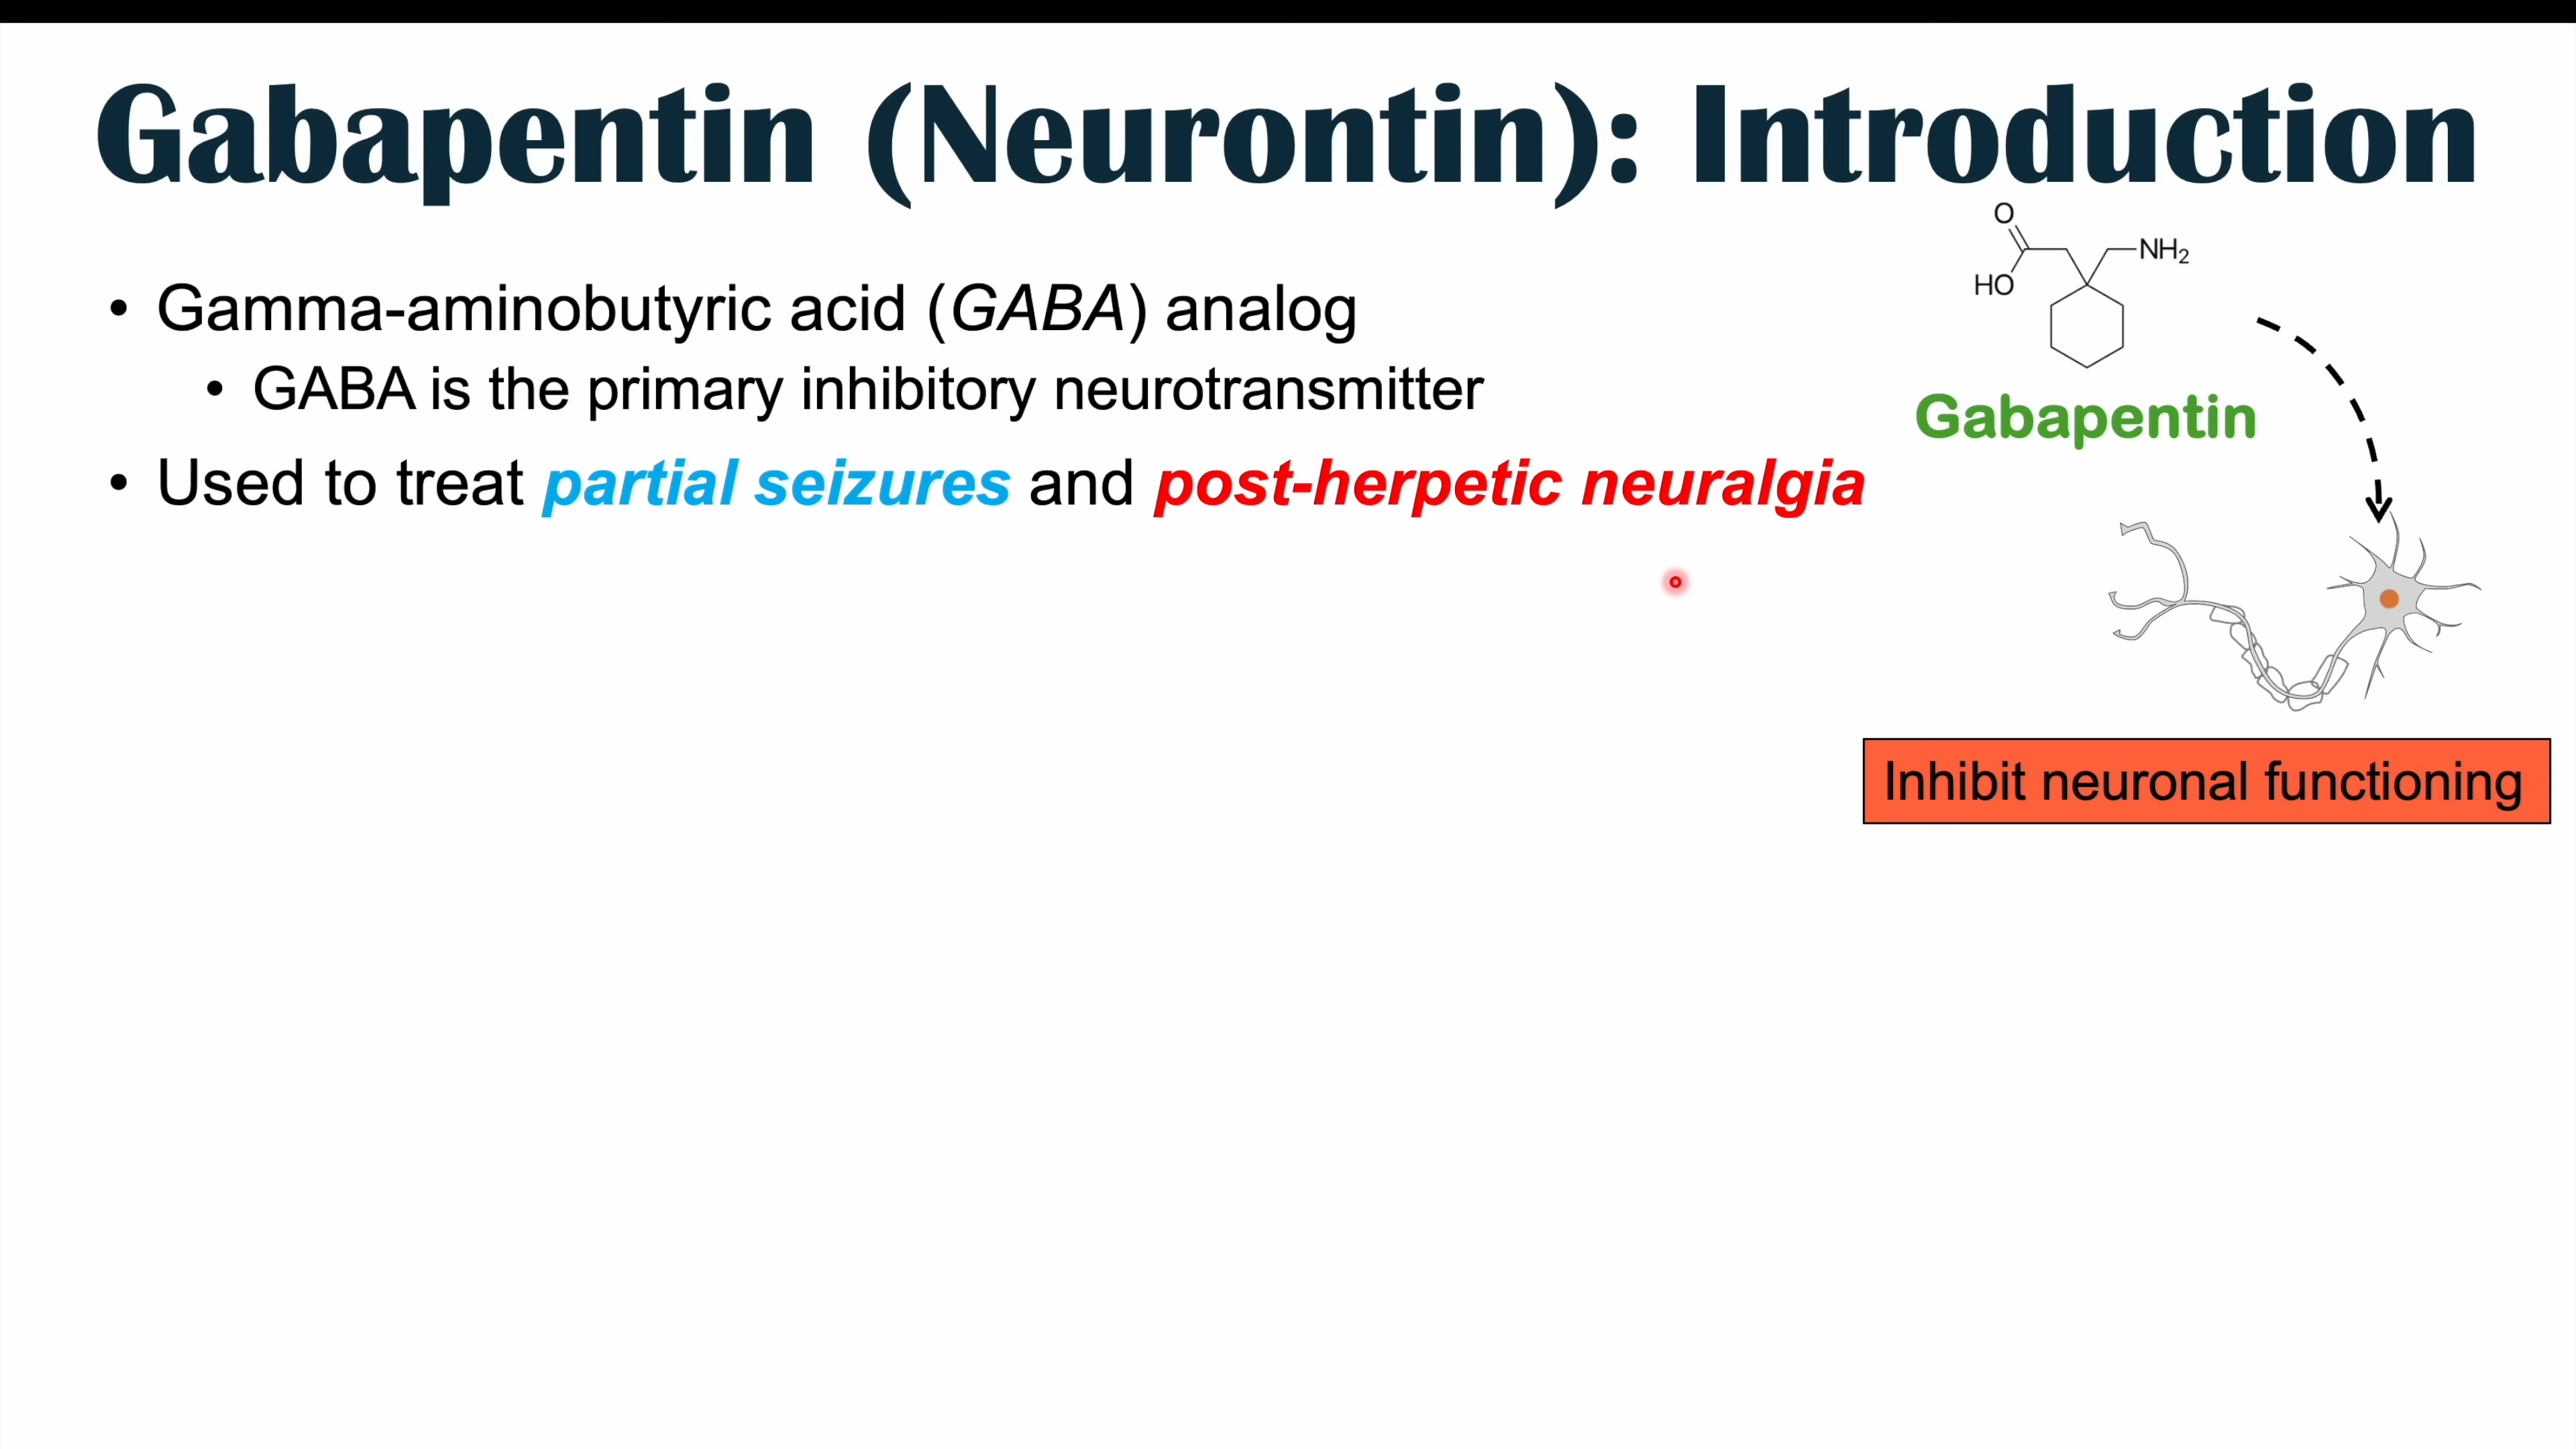 Gabapentin (Neurontin): Introduction
• Gamma-aminobutyric acid (GABA) analog
• GABA is the primary inhibitory neurotransmitter
• Used to treat partial seizures and post-herpetic neuralgia
O
NH₂
HO
Gabapentin
Inhibit neuronal functioning